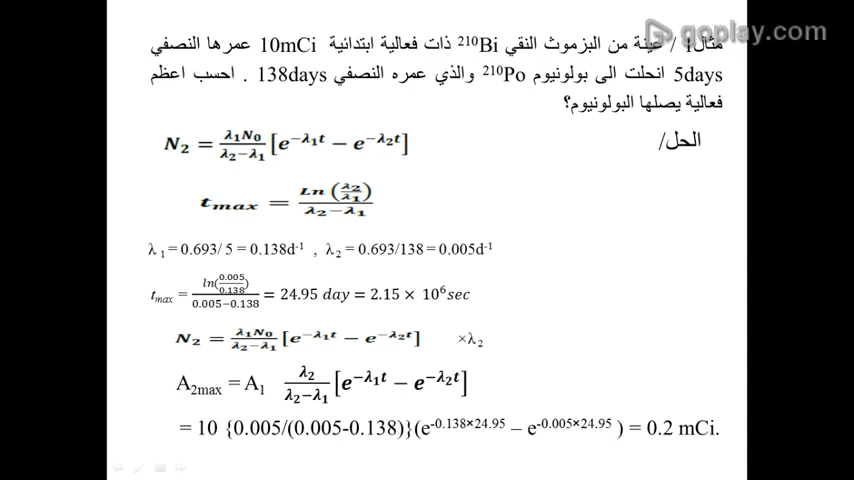 goplay.com
مثال1 / عينة من البزموث النقي ²¹⁰Bi ذات فعالية ابتدائية 10mCi عمرها النصفي
5days انحلت الى بولونيوم ²¹⁰Po والذي عمره النصفي 138days . احسب اعظم
فعالية يصلها البولونيوم؟
الحل/
N₂ = λ₁N₀/(λ₂−λ₁) [e^(−λ₁t) − e^(−λ₂t)]
t_max = Ln(λ₂/λ₁)/(λ₂−λ₁)
λ₁ = 0.693/ 5 = 0.138d⁻¹ , λ₂ = 0.693/138 = 0.005d⁻¹
t_max = ln(0.005/0.138)/(0.005−0.138) = 24.95 day = 2.15 × 10⁶ sec
N₂ = λ₁N₀/(λ₂−λ₁) [e^(−λ₁t) − e^(−λ₂t)] ×λ₂
A₂max = A₁ λ₂/(λ₂−λ₁) [e^(−λ₁t) − e^(−λ₂t)]
= 10 {0.005/(0.005-0.138)}(e^(-0.138×24.95) – e^(-0.005×24.95) ) = 0.2 mCi.